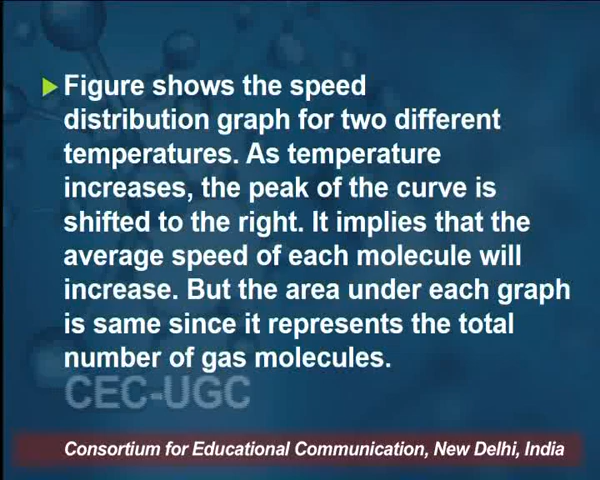 Figure shows the speed
distribution graph for two different
temperatures. As temperature
increases, the peak of the curve is
shifted to the right. It implies that the
average speed of each molecule will
increase. But the area under each graph
is same since it represents the total
number of gas molecules.
CEC-UGC
Consortium for Educational Communication, New Delhi, India